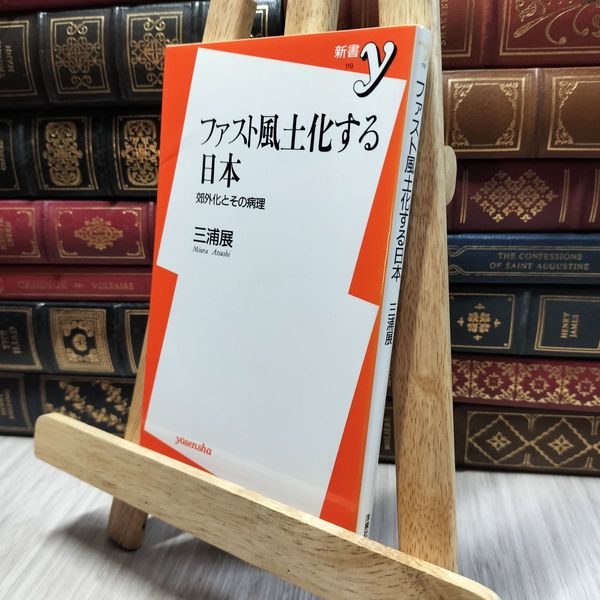 新書
y
119
ファスト風土化する
日本
郊外化とその病理
三浦展
Miura Atsushi
yosensha
ファスト風土化する日本 三浦展
CANDIDE VOLTAIRE
THE CONFESSIONS
OF SAINT AUGUSTINE
HENRY
JAMES